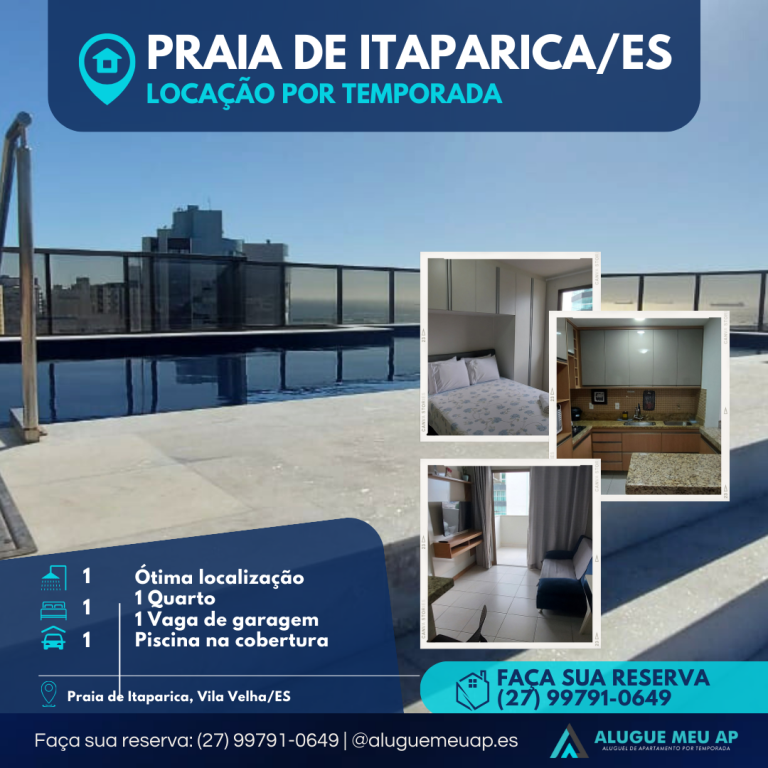 PRAIA DE ITAPARICA/ES
LOCAÇÃO POR TEMPORADA
1
1
1
Ótima localização
1 Quarto
1 Vaga de garagem
Piscina na cobertura
Praia de Itaparica, Vila Velha/ES
FAÇA SUA RESERVA
(27) 99791-0649
Faça sua reserva: (27) 99791-0649 | @aluguemeuap.es
ALUGUE MEU AP
ALUGUEL DE APARTAMENTO POR TEMPORADA